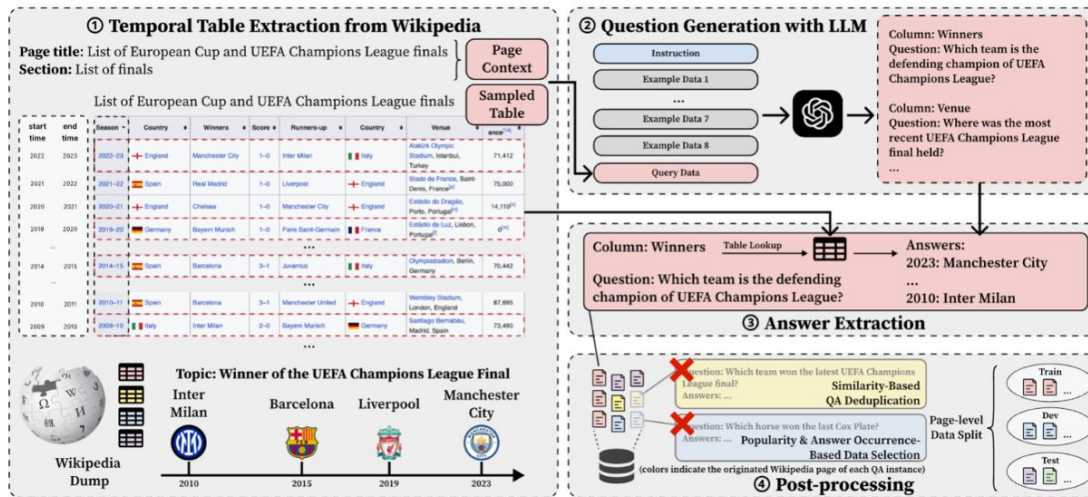 ① Temporal Table Extraction from Wikipedia
Page title: List of European Cup and UEFA Champions League finals
Section: List of finals
Page
Context
Sampled
Table
List of European Cup and UEFA Champions League finals
start time end time Season Country Winners Score Runners-up Country Venue ance[14]
2022 2023 2022–23 England Manchester City 1–0 Inter Milan Italy Atatürk Olympic Stadium, Istanbul, Turkey 71,412
2021 2022 2021–22 Spain Real Madrid 1–0 Liverpool England Stade de France, Saint-Denis, France 75,000
2020 2021 2020–21 England Chelsea 1–0 Manchester City England Estádio do Dragão, Porto, Portugal 14,110
2019 2020 2019–20 Germany Bayern Munich 1–0 Paris Saint-Germain France Estádio da Luz, Lisbon, Portugal 0
... ...
...
2014 2015 2014–15 Spain Barcelona 3–1 Juventus Italy Olympiastadion, Berlin, Germany 70,442
... ...
...
2010 2011 2010–11 Spain Barcelona 3–1 Manchester United England Wembley Stadium, London, England 87,695
2009 2010 2009–10 Italy Inter Milan 2–0 Bayern Munich Germany Santiago Bernabéu, Madrid, Spain 73,490
...
Wikipedia
Dump
Topic: Winner of the UEFA Champions League Final
Inter
Milan
Barcelona
Liverpool
Manchester
City
2010
2015
2019
2023
② Question Generation with LLM
Instruction
Example Data 1
...
Example Data 7
Example Data 8
Query Data
Column: Winners
Question: Which team is the
defending champion of UEFA
Champions League?
Column: Venue
Question: Where was the most
recent UEFA Champions League
final held?
...
Column: Winners
Table Lookup
Question: Which team is the defending
champion of UEFA Champions League?
Answers:
2023: Manchester City
...
2010: Inter Milan
③ Answer Extraction
Question: Which team won the latest UEFA Champions
League final?
Answers: ...
Similarity-Based
QA Deduplication
Question: Which horse won the last Cox Plate?
Answers: ...
Popularity & Answer Occurrence-
Based Data Selection
(colors indicate the originated Wikipedia page of each QA instance)
Page-level
Data Split
Train
...
Dev
...
Test
...
④ Post-processing